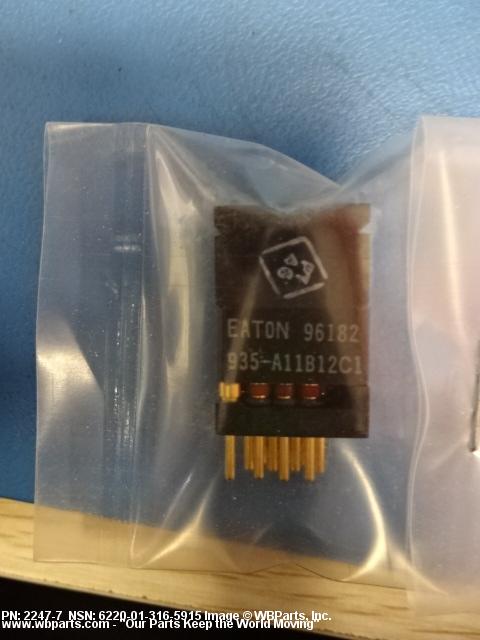 EATON 96182
935-A11B12C1
PN: 2247-7 NSN: 6220-01-316-5915 Image © WBParts, Inc.
www.wbparts.com - "Our Parts Keep the World Moving"